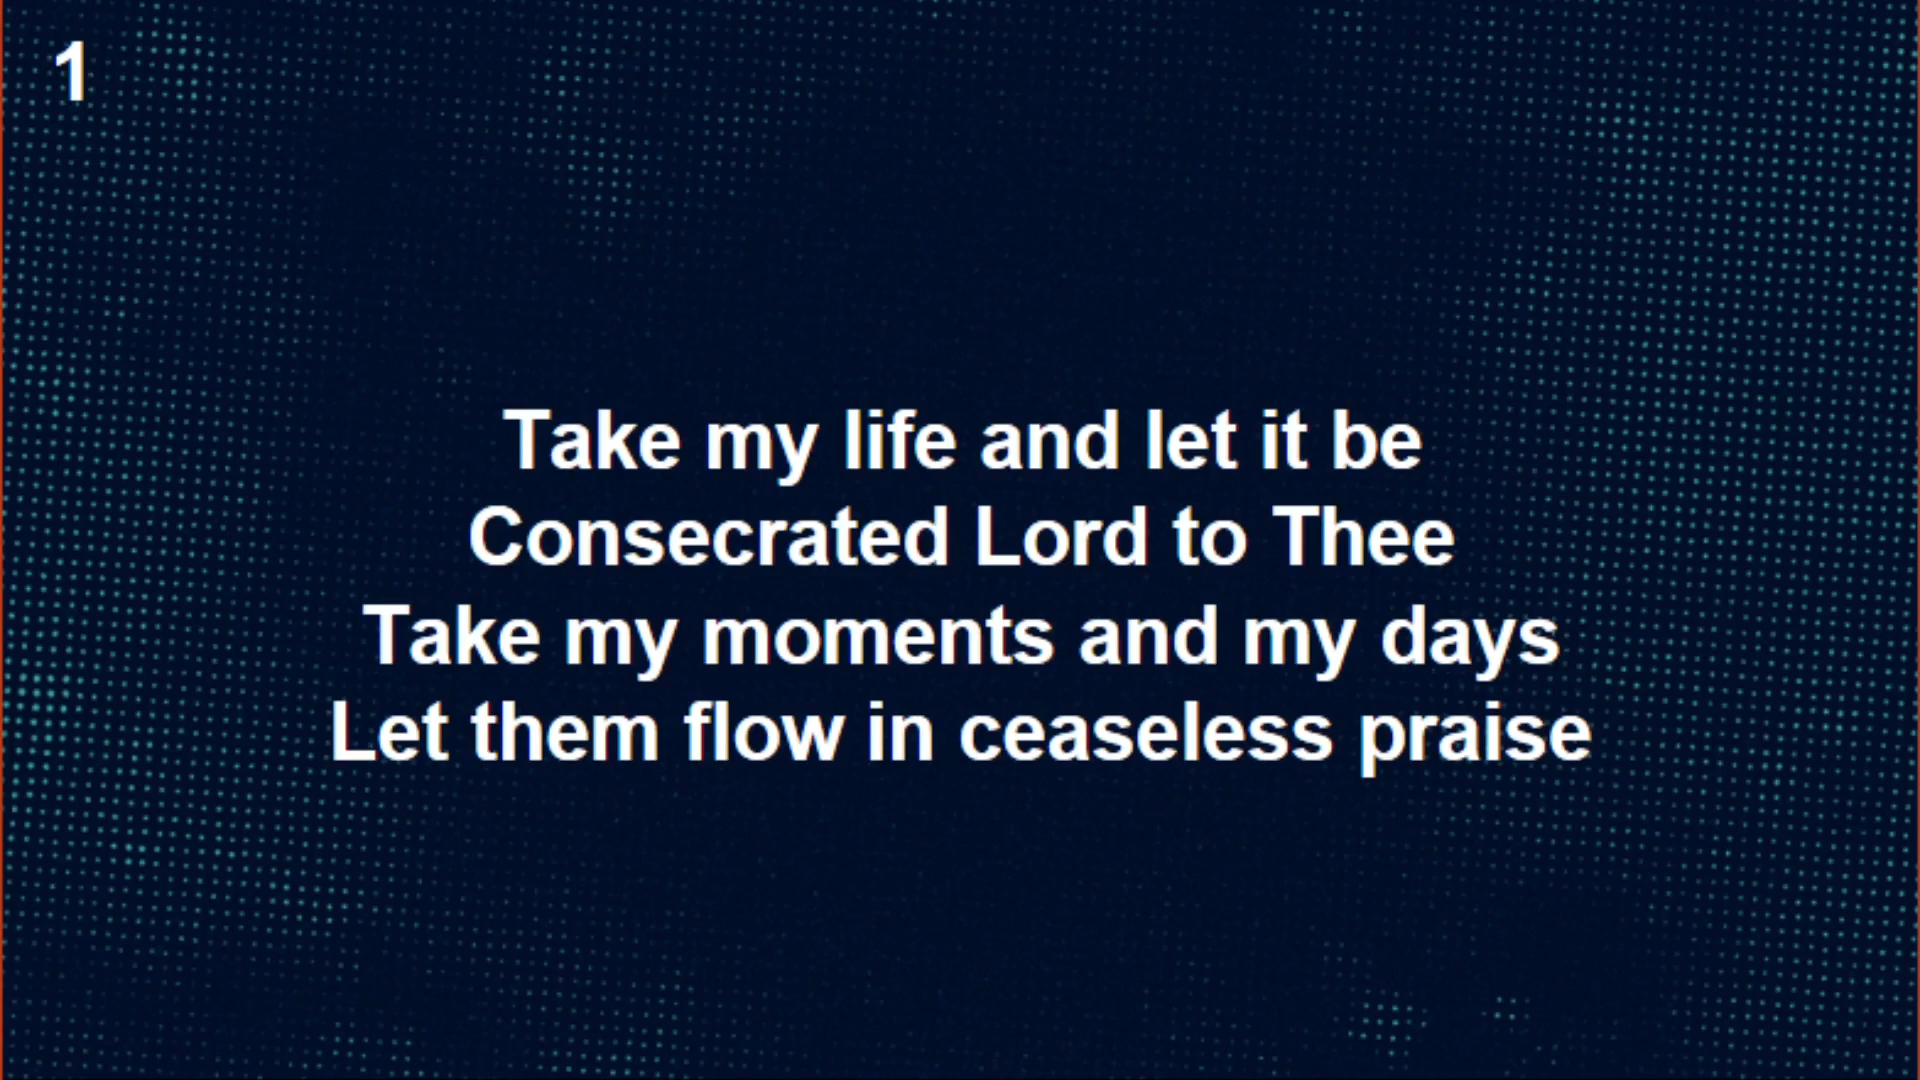 1
Take my life and let it be
Consecrated Lord to Thee
Take my moments and my days
Let them flow in ceaseless praise